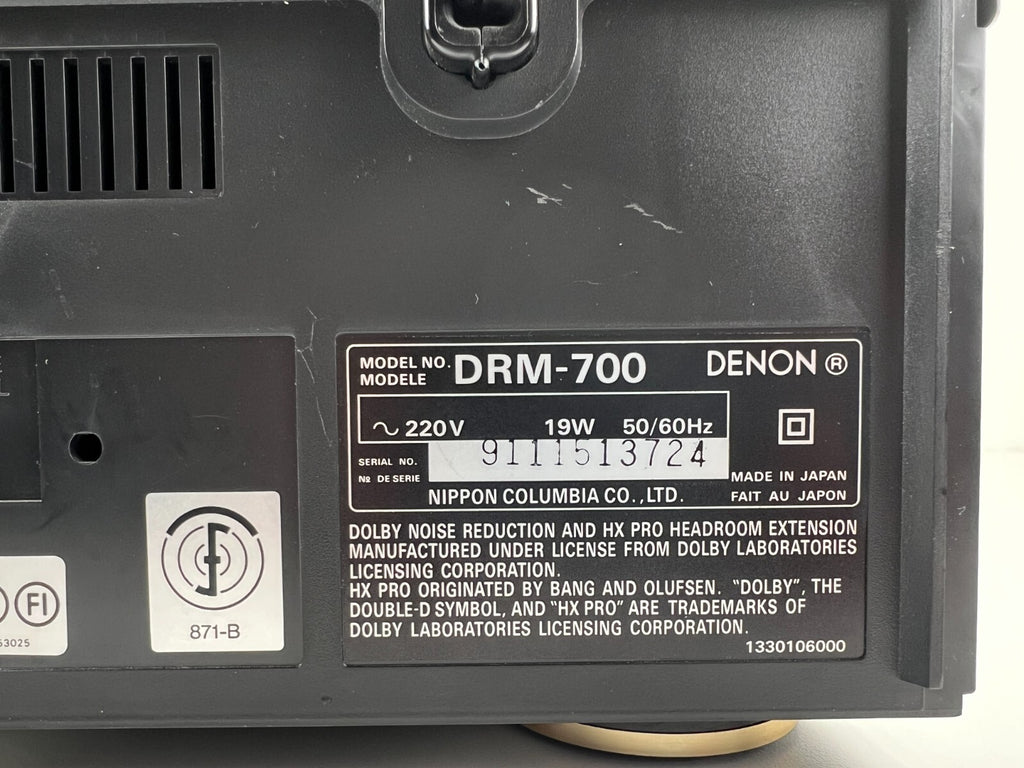 MODEL NO. DRM-700 DENON ®
MODELE
~ 220V 19W 50/60Hz
SERIAL NO. 9111513724
Nº DE SERIE
MADE IN JAPAN
NIPPON COLUMBIA CO., LTD. FAIT AU JAPON
DOLBY NOISE REDUCTION AND HX PRO HEADROOM EXTENSION
MANUFACTURED UNDER LICENSE FROM DOLBY LABORATORIES
LICENSING CORPORATION.
HX PRO ORIGINATED BY BANG AND OLUFSEN. "DOLBY", THE
DOUBLE-D SYMBOL, AND "HX PRO" ARE TRADEMARKS OF
DOLBY LABORATORIES LICENSING CORPORATION.
1330106000
871-B
FI
53025